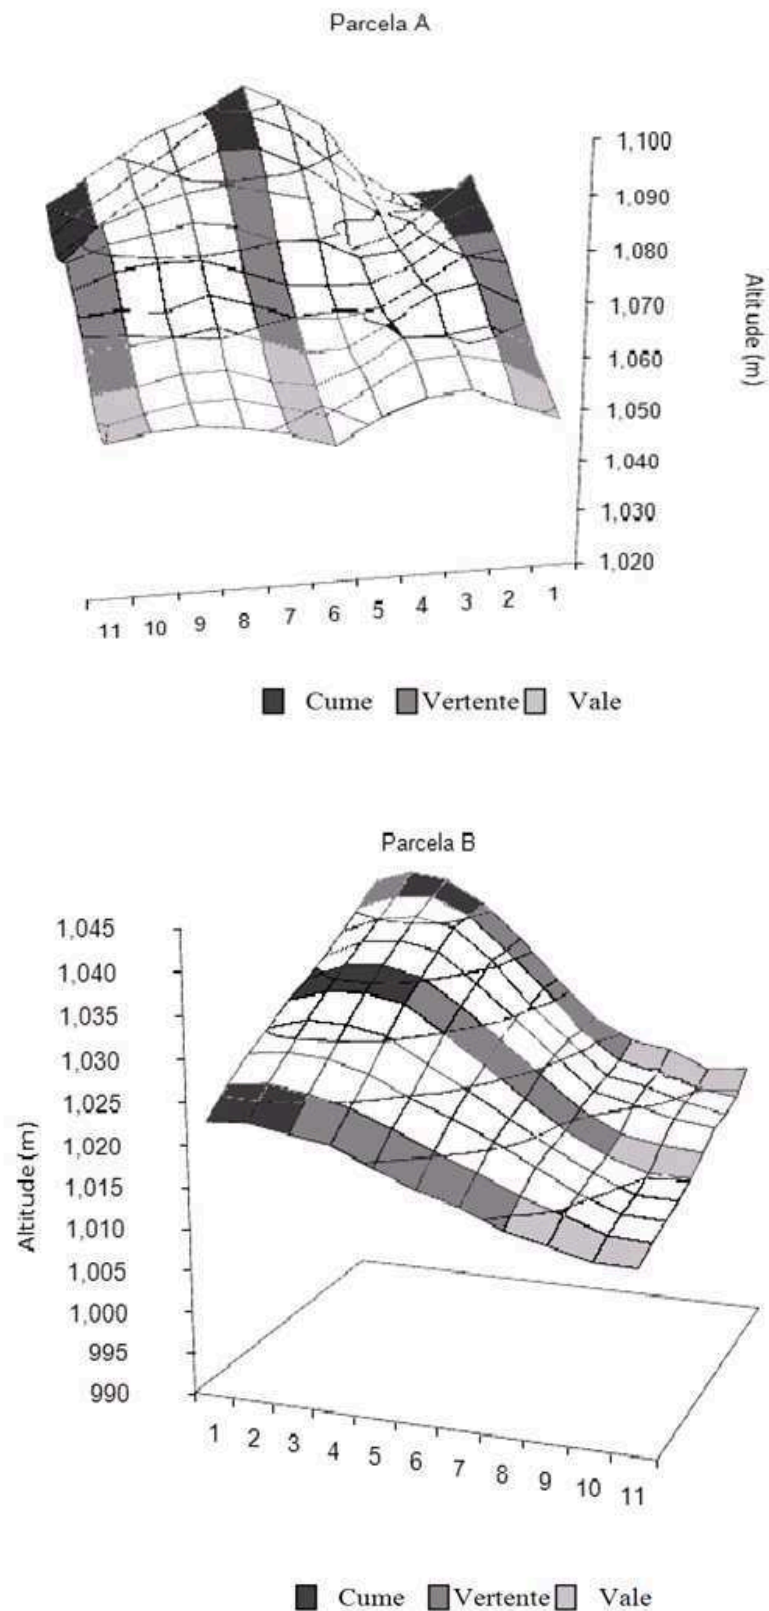 Parcela A
1,100
1,090
1,080
1,070
1,060
1,050
1,040
1,030
1,020
Altitude (m)
11 10 9 8 7 6 5 4 3 2 1
Cume Vertente Vale
Parcela B
1,045
1,040
1,035
1,030
1,025
1,020
1,015
1,010
1,005
1,000
995
990
Altitude (m)
1 2 3 4 5 6 7 8 9 10 11
Cume Vertente Vale